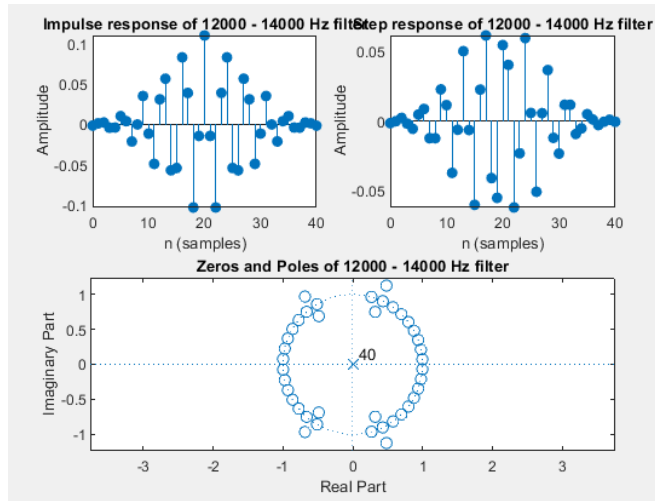 Impulse response of 12000 - 14000 Hz filter
0.1
0.05
0
-0.05
-0.1
Amplitude
0 10 20 30 40
n (samples)
Step response of 12000 - 14000 Hz filter
0.05
0
-0.05
Amplitude
0 10 20 30 40
n (samples)
Zeros and Poles of 12000 - 14000 Hz filter
1
0.5
0
-0.5
-1
Imaginary Part
40
-3 -2 -1 0 1 2 3
Real Part